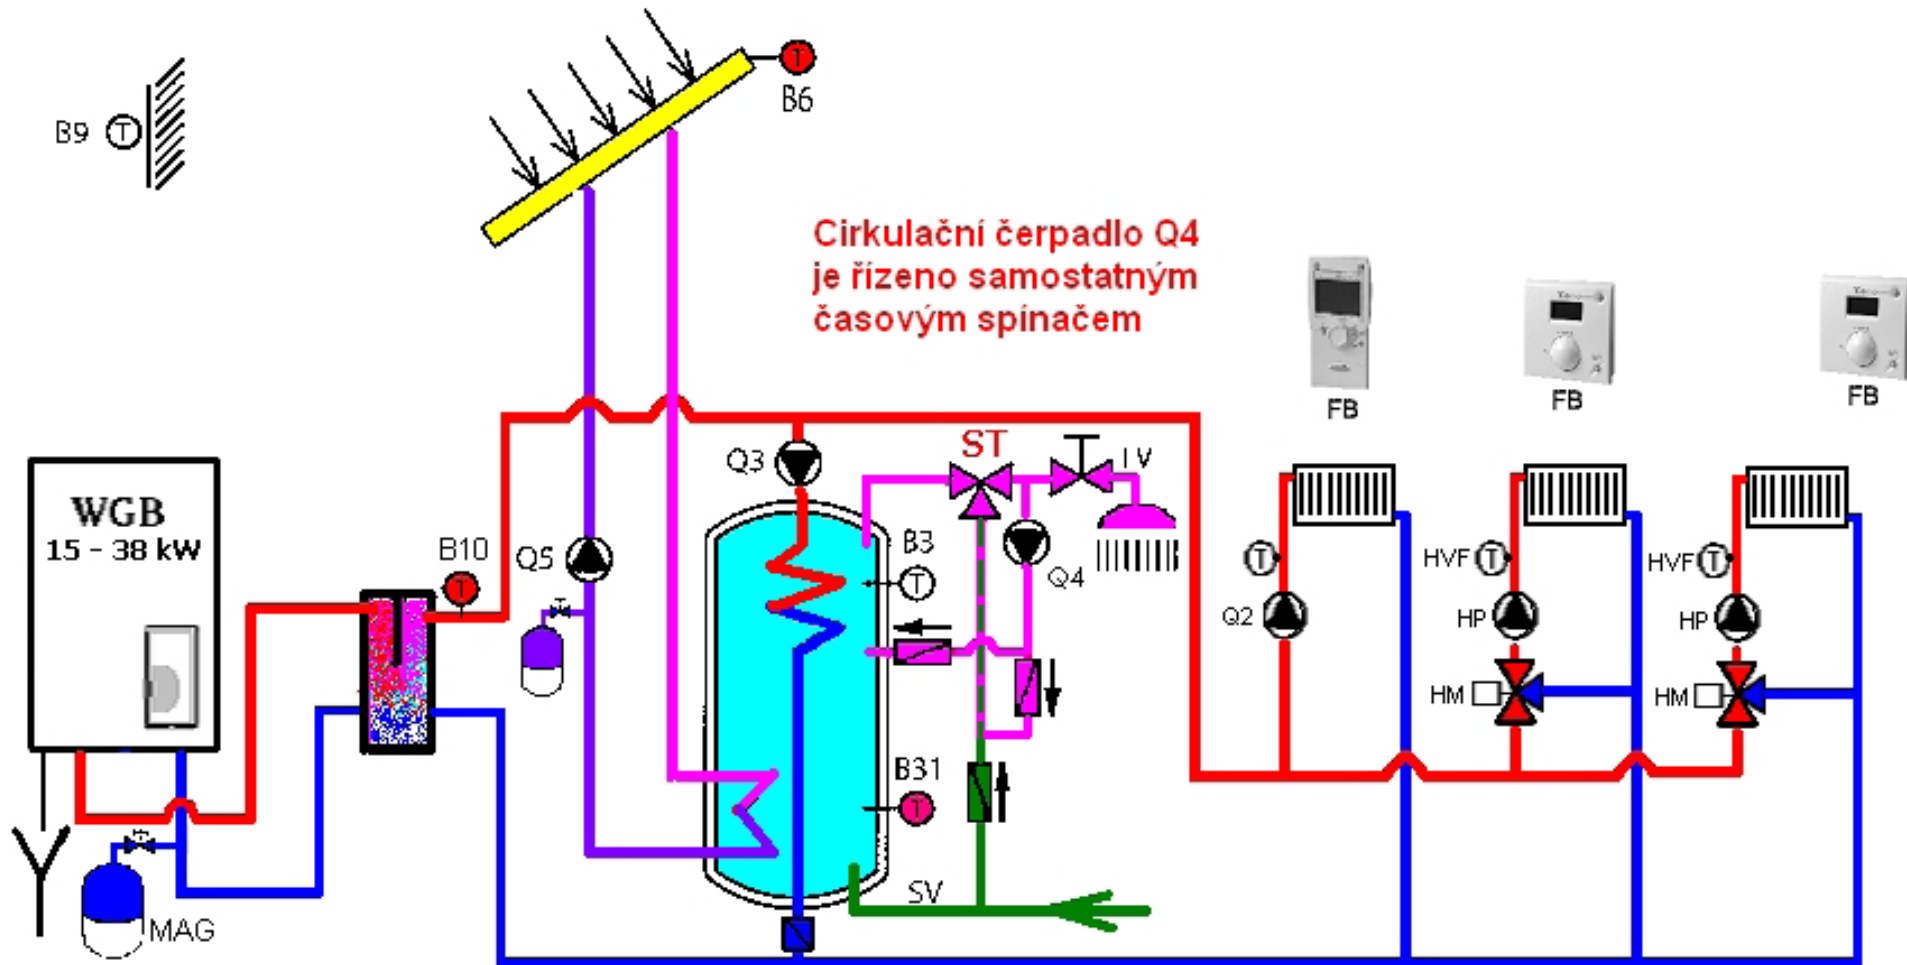 B9 T
T
B6
Cirkulační čerpadlo Q4
je řízeno samostatným
časovým spínačem
FB
FB
FB
WGB
15 - 38 kW
B10
T
Q5
Q3
ST
B3
T
Q4
T
Q2
HVF T
HP
HM
HVF T
HP
HM
B31
T
SV
MAG